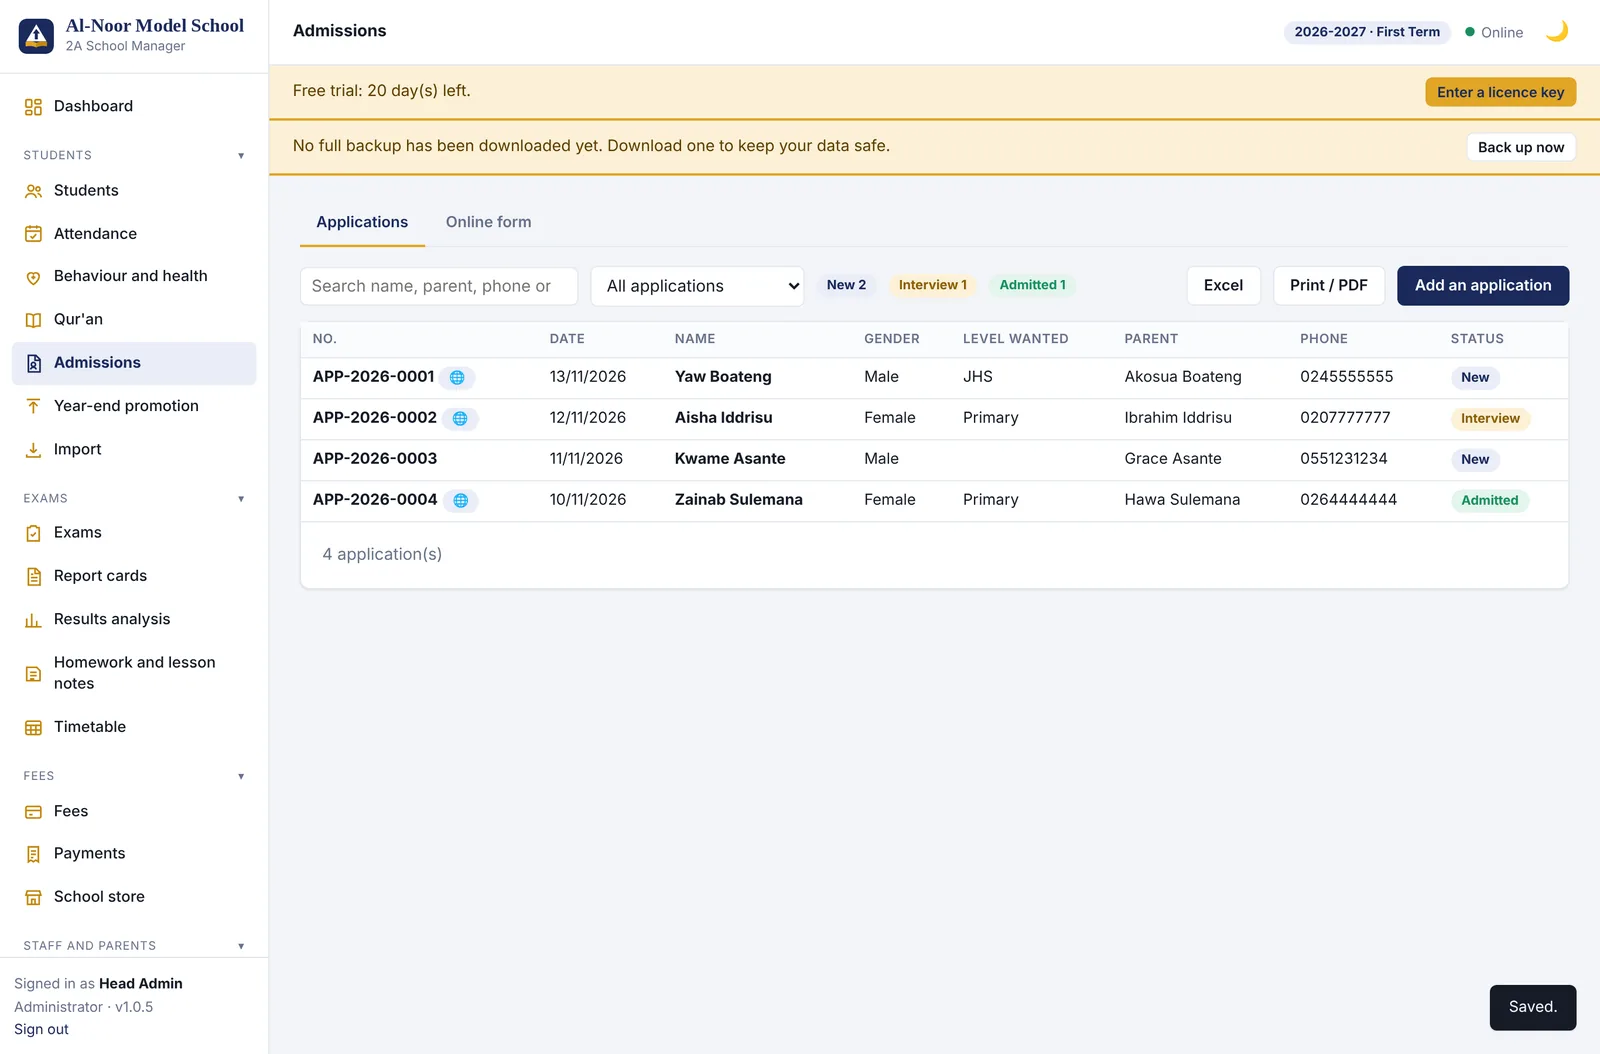 Al-Noor Model School
2A School Manager
Dashboard
STUDENTS
Students
Attendance
Behaviour and health
Qur'an
Admissions
Year-end promotion
Import
EXAMS
Exams
Report cards
Results analysis
Homework and lesson
notes
Timetable
FEES
Fees
Payments
School store
STAFF AND PARENTS
Signed in as Head Admin
Administrator · v1.0.5
Sign out
Admissions
2026-2027 · First Term
Online
Free trial: 20 day(s) left.
Enter a licence key
No full backup has been downloaded yet. Download one to keep your data safe.
Back up now
Applications Online form
Search name, parent, phone or
All applications
New 2
Interview 1
Admitted 1
Excel
Print / PDF
Add an application
NO. DATE NAME GENDER LEVEL WANTED PARENT PHONE STATUS
APP-2026-0001 13/11/2026 Yaw Boateng Male JHS Akosua Boateng 0245555555 New
APP-2026-0002 12/11/2026 Aisha Iddrisu Female Primary Ibrahim Iddrisu 0207777777 Interview
APP-2026-0003 11/11/2026 Kwame Asante Male Grace Asante 0551231234 New
APP-2026-0004 10/11/2026 Zainab Sulemana Female Primary Hawa Sulemana 0264444444 Admitted
4 application(s)
Saved.